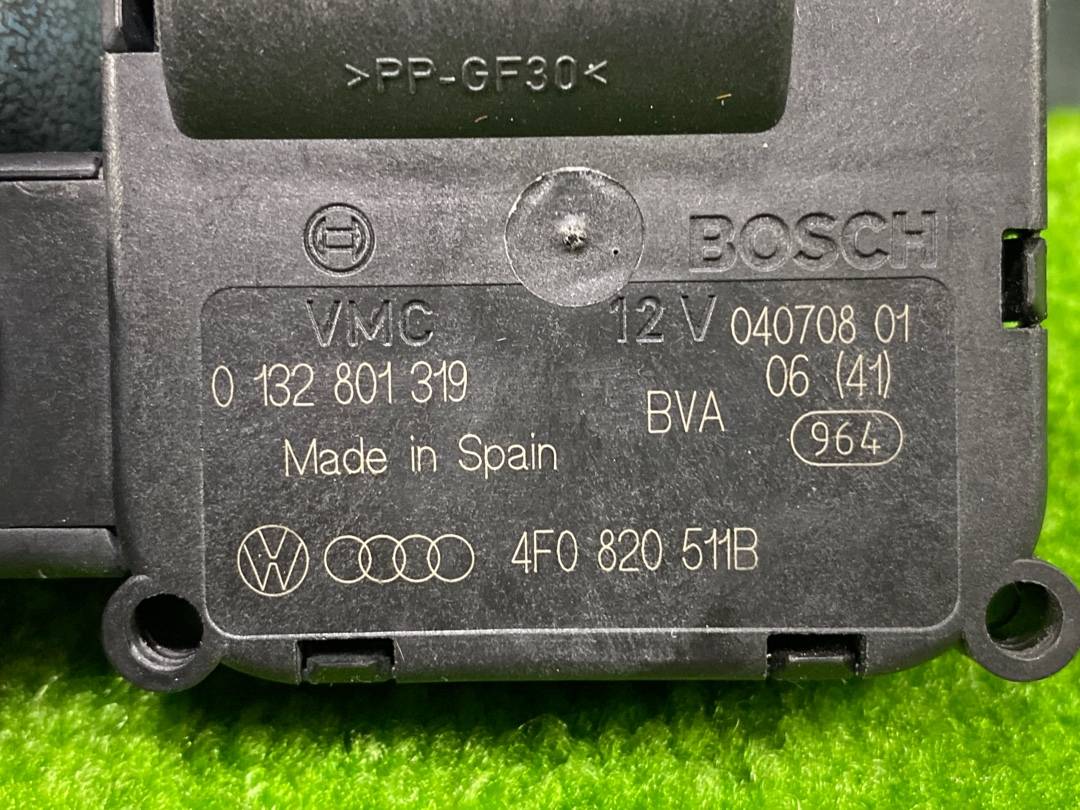 >PP-GF30<
BOSCH
VMC 12V 040708 01
0 132 801 319 06 (41)
BVA
964
Made in Spain
4F0 820 511B